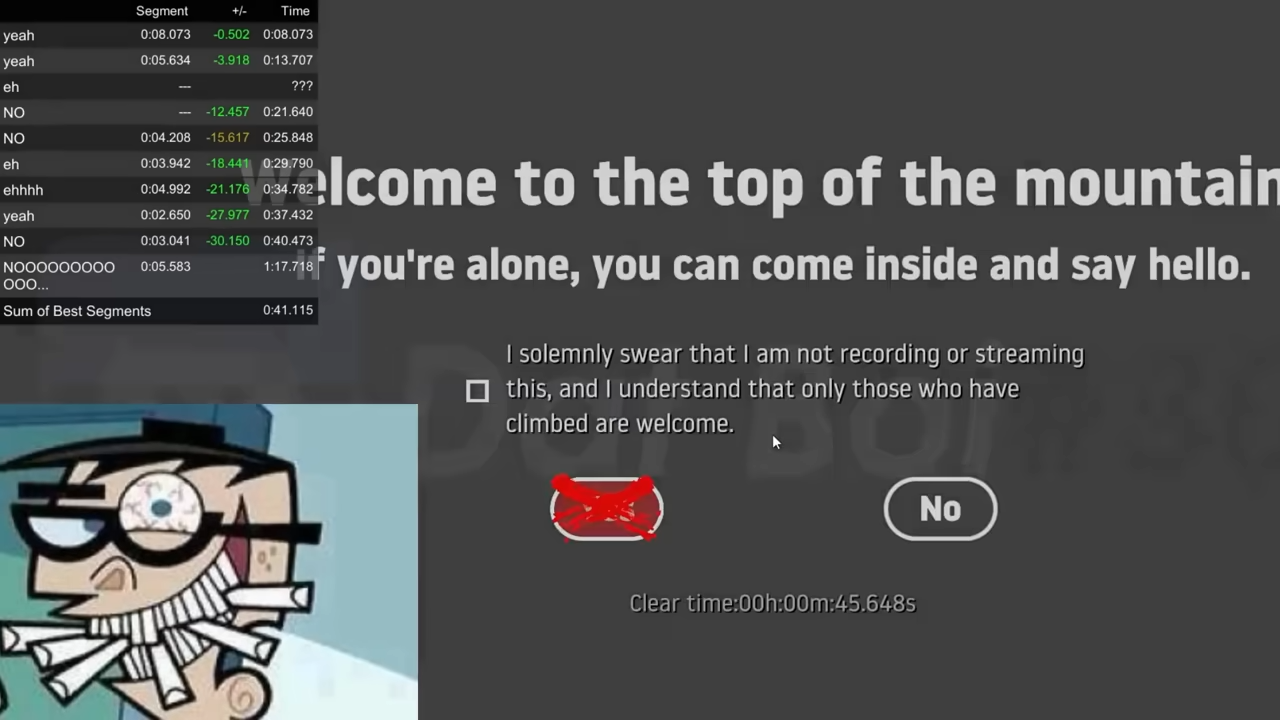 Segment +/- Time
yeah 0:08.073 -0.502 0:08.073
yeah 0:05.634 -3.918 0:13.707
eh --- ???
NO --- -12.457 0:21.640
NO 0:04.208 -15.617 0:25.848
eh 0:03.942 -18.441 0:29.790
ehhhh 0:04.992 -21.176 0:34.782
yeah 0:02.650 -27.977 0:37.432
NO 0:03.041 -30.150 0:40.473
NOOOOOOOOO 0:05.583 1:17.718
OOO...
Sum of Best Segments 0:41.115
Welcome to the top of the mountain
if you're alone, you can come inside and say hello.
I solemnly swear that I am not recording or streaming
this, and I understand that only those who have
climbed are welcome.
No
Clear time:00h:00m:45.648s